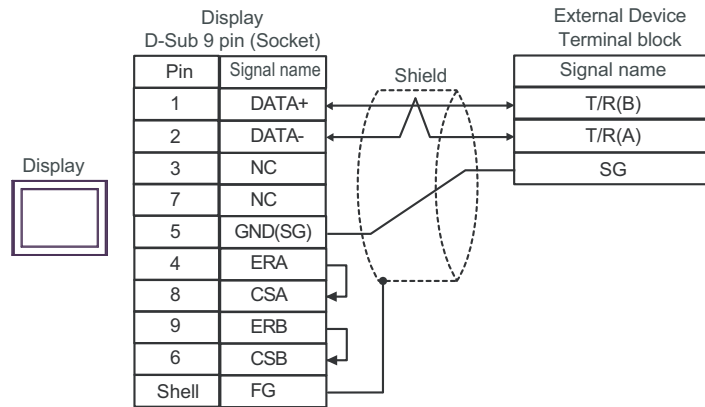 Display
D-Sub 9 pin (Socket)
External Device
Terminal block
Pin Signal name
Shield
Signal name
1 DATA+
T/R(B)
2 DATA-
T/R(A)
Display
3 NC
SG
7 NC
5 GND(SG)
4 ERA
8 CSA
9 ERB
6 CSB
Shell FG